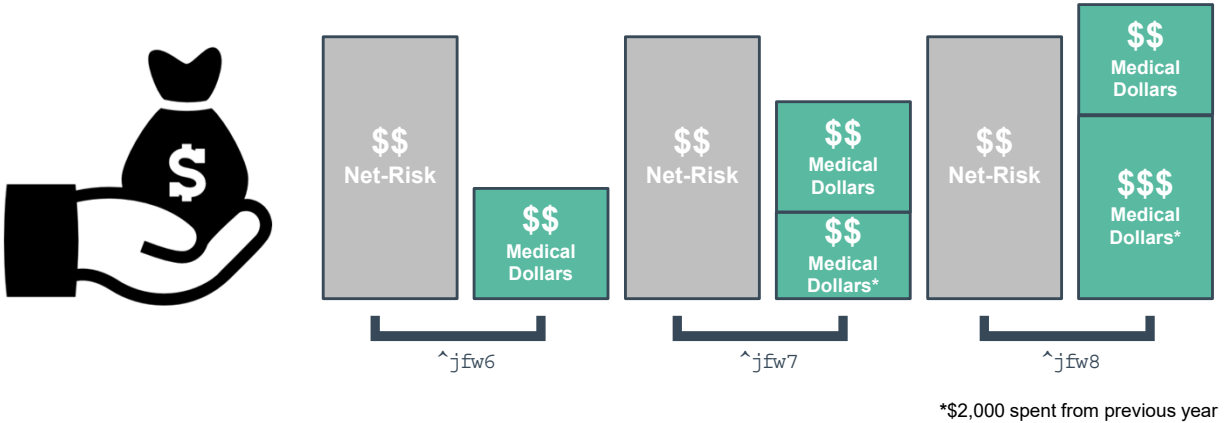 $
$$
Net-Risk
$$
Medical
Dollars
^jfw6
$$
Net-Risk
$$
Medical
Dollars
$$
Medical
Dollars*
^jfw7
$$
Net-Risk
$$
Medical
Dollars
$$$
Medical
Dollars*
^jfw8
*$2,000 spent from previous year